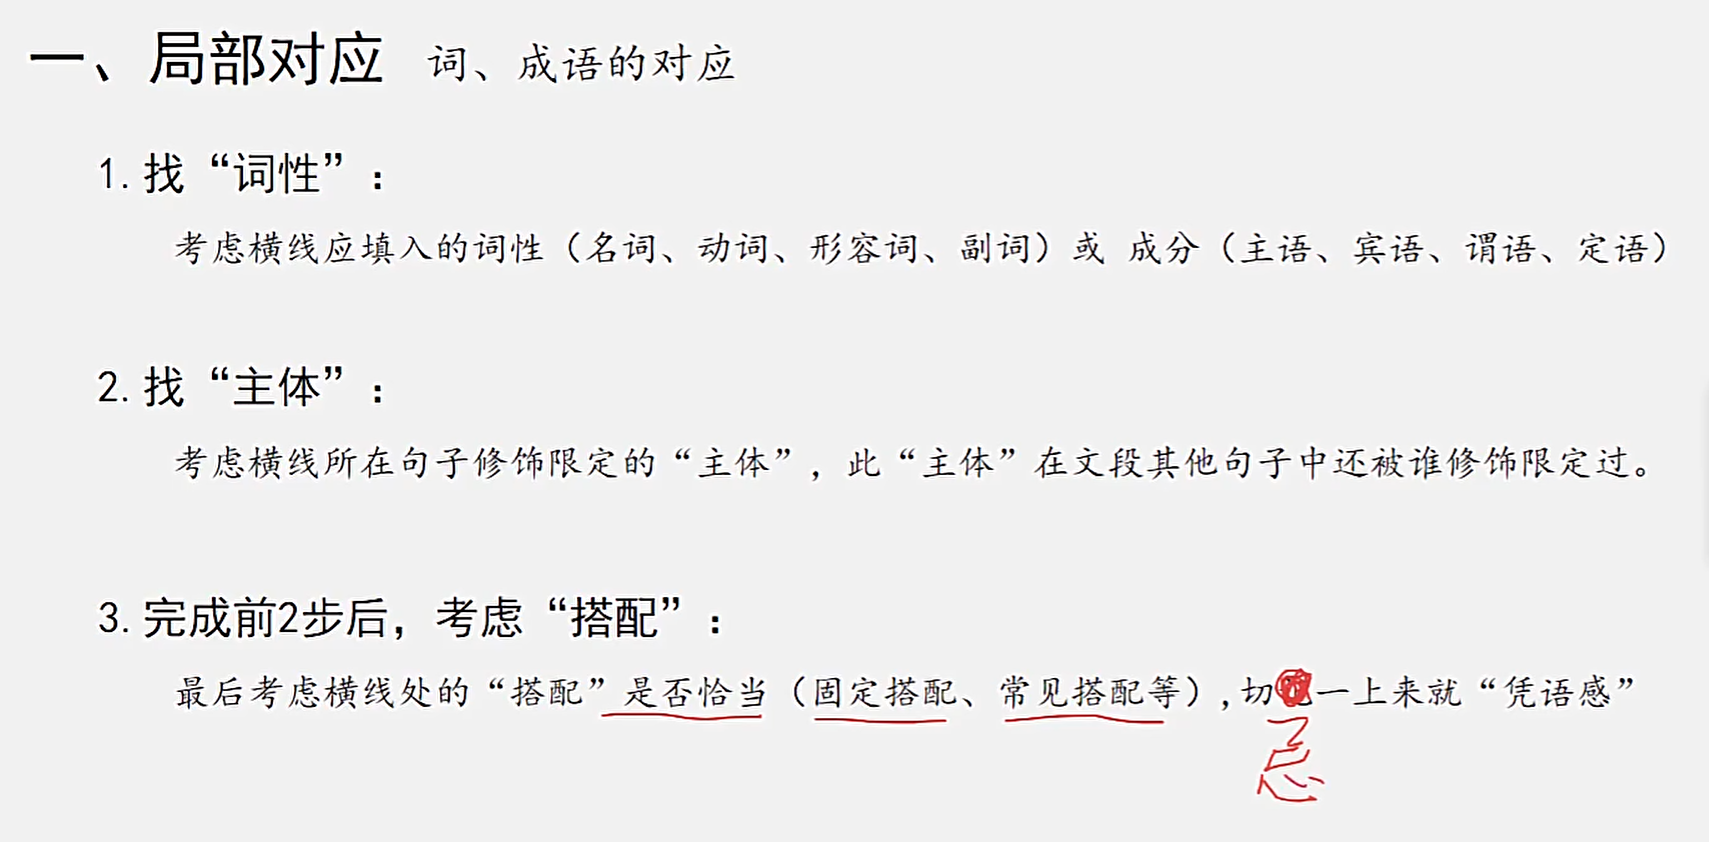 一、局部对应 词、成语的对应
1.找“词性”：
考虑横线应填入的词性（名词、动词、形容词、副词）或 成分（主语、宾语、谓语、定语）
2.找“主体”：
考虑横线所在句子修饰限定的“主体”，此“主体”在文段其他句子中还被谁修饰限定过。
3.完成前2步后，考虑“搭配”：
最后考虑横线处的“搭配”是否恰当（固定搭配、常见搭配等）,切一上来就“凭语感”
忌